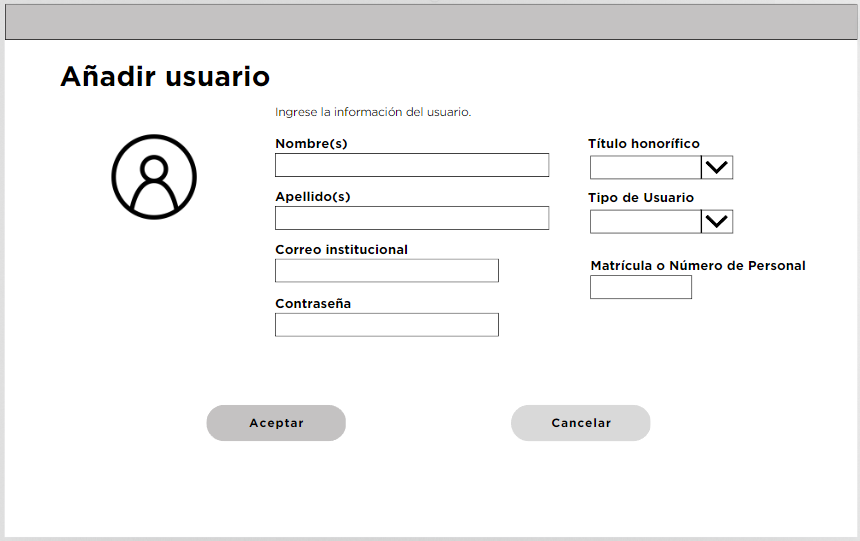 Añadir usuario
Ingrese la información del usuario.
Nombre(s)
Título honorífico
Apellido(s)
Tipo de Usuario
Correo institucional
Matrícula o Número de Personal
Contraseña
Aceptar
Cancelar